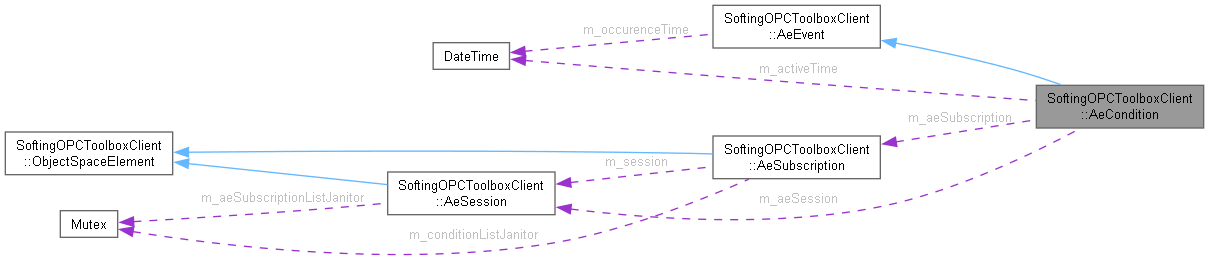 SoftingOPCToolboxClient
::AeEvent
m_occurenceTime
DateTime
m_activeTime
SoftingOPCToolboxClient
::AeCondition
m_aeSubscription
SoftingOPCToolboxClient
::ObjectSpaceElement
SoftingOPCToolboxClient
::AeSubscription
m_session
SoftingOPCToolboxClient
::AeSession
m_aeSubscriptionListJanitor
m_aeSession
Mutex
m_conditionListJanitor